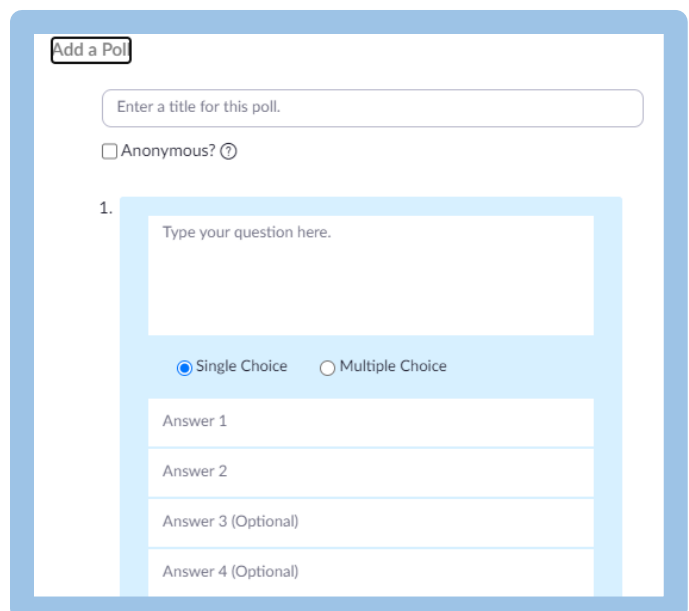 Add a Poll
Enter a title for this poll.
Anonymous? ?
1.
Type your question here.
Single Choice Multiple Choice
Answer 1
Answer 2
Answer 3 (Optional)
Answer 4 (Optional)